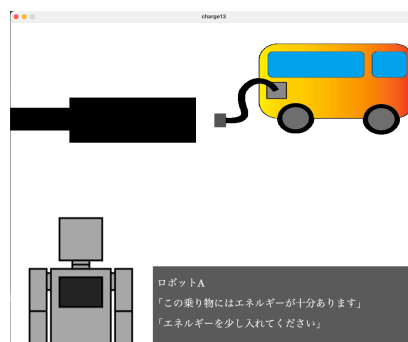 charge13
ロボットA
「この乗り物にはエネルギーが十分あります」
「エネルギーを少し入れてください」